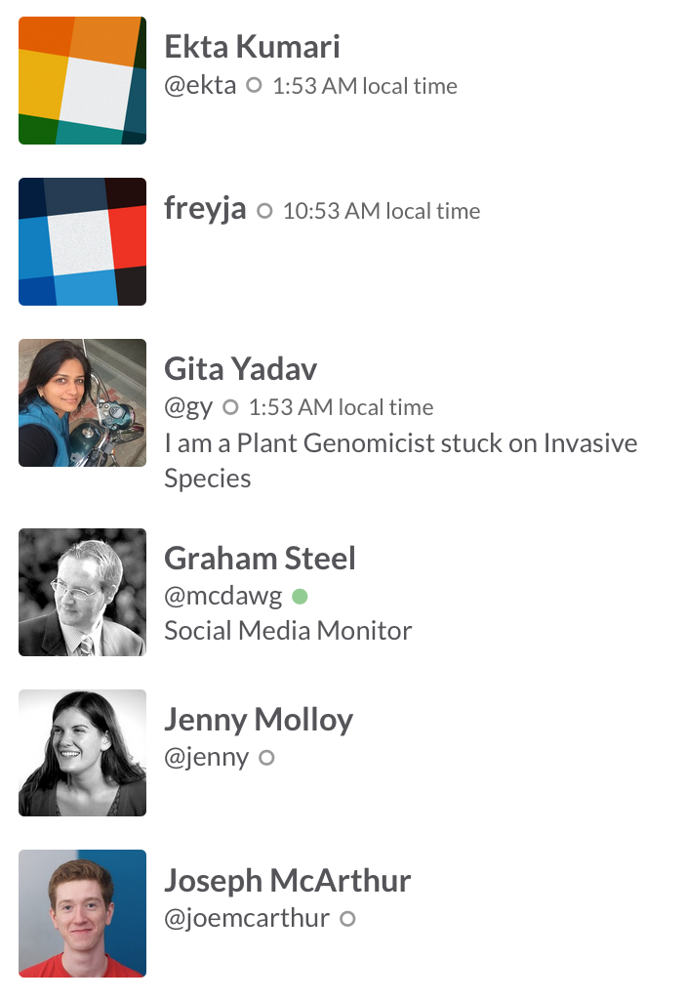 Ekta Kumari
@ekta 1:53 AM local time
freyja 10:53 AM local time
Gita Yadav
@gy 1:53 AM local time
I am a Plant Genomicist stuck on Invasive
Species
Graham Steel
@mcdawg
Social Media Monitor
Jenny Molloy
@jenny
Joseph McArthur
@joemcarthur